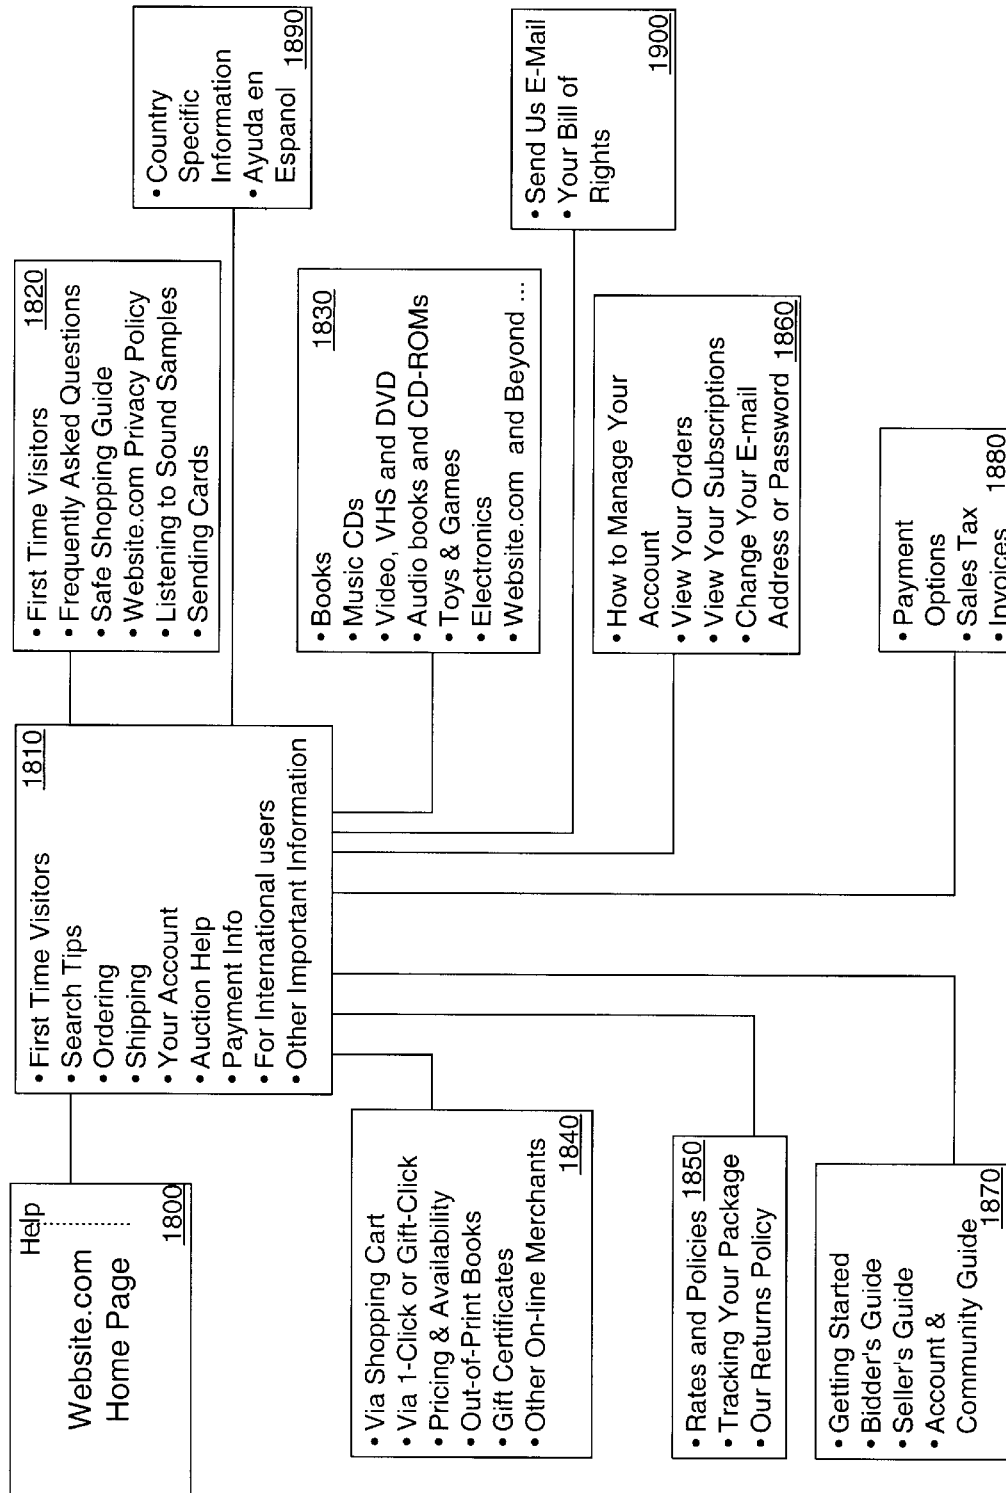 Help
Website.com
Home Page
1800
• First Time Visitors 1810
• Search Tips
• Ordering
• Shipping
• Your Account
• Auction Help
• Payment Info
• For International users
• Other Important Information
• First Time Visitors 1820
• Frequently Asked Questions
• Safe Shopping Guide
• Website.com Privacy Policy
• Listening to Sound Samples
• Sending Cards
• Country
Specific
Information
• Ayuda en
Espanol 1890
• Via Shopping Cart
• Via 1-Click or Gift-Click
• Pricing & Availability
• Out-of-Print Books
• Gift Certificates
• Other On-line Merchants 1840
• Books 1830
• Music CDs
• Video, VHS and DVD
• Audio books and CD-ROMs
• Toys & Games
• Electronics
• Website.com and Beyond ...
• Send Us E-Mail
• Your Bill of
Rights
1900
• Rates and Policies 1850
• Tracking Your Package
• Our Returns Policy
• How to Manage Your
Account
• View Your Orders
• View Your Subscriptions
• Change Your E-mail
Address or Password 1860
• Getting Started
• Bidder's Guide
• Seller's Guide
• Account &
Community Guide 1870
• Payment
Options
• Sales Tax
• Invoices 1880